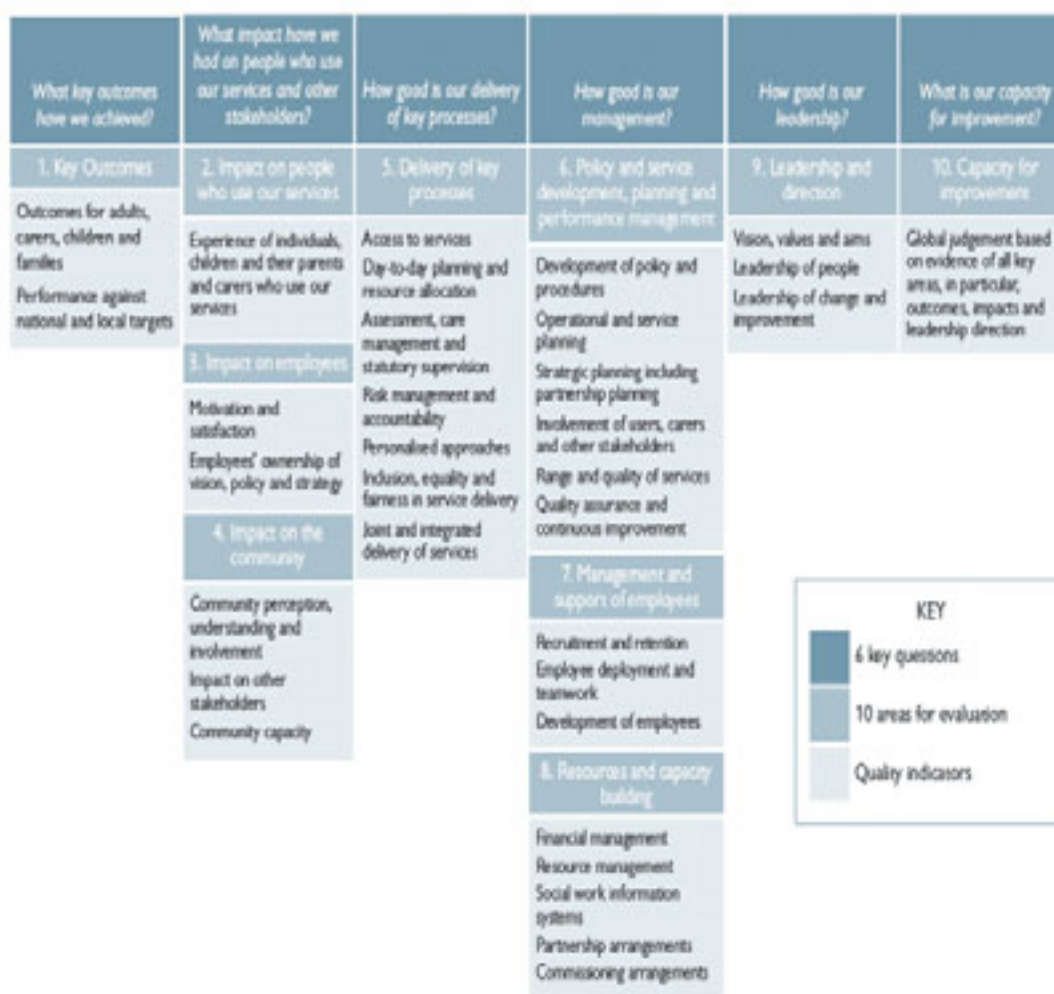 What key outcomes
have we achieved?
What impact have we
had on people who use
our services and other
stakeholders?
How good is our delivery
of key processes?
How good is our
management?
How good is our
leadership?
What is our capacity
for improvement?
1. Key Outcomes
Outcomes for adults,
carers, children and
families
Performance against
national and local targets
2. Impact on people
who use our services
Experience of individuals,
children and their parents
and carers who use our
services
3. Impact on employees
Motivation and
satisfaction
Employees' ownership of
vision, policy and strategy
4. Impact on the
community
Community perception,
understanding and
involvement
Impact on other
stakeholders
Community capacity
5. Delivery of key
processes
Access to services
Day-to-day planning and
resource allocation
Assessment, care
management and
statutory supervision
Risk management and
accountability
Personalised approaches
Inclusion, equality and
fairness in service delivery
Joint and integrated
delivery of services
6. Policy and service
development, planning and
performance management
Development of policy and
procedures
Operational and service
planning
Strategic planning including
partnership planning
Involvement of users, carers
and other stakeholders
Range and quality of services
Quality assurance and
continuous improvement
7. Management and
support of employees
Recruitment and retention
Employee deployment and
teamwork
Development of employees
8. Resources and capacity
building
Financial management
Resource management
Social work information
systems
Partnership arrangements
Commissioning arrangements
9. Leadership and
direction
Vision, values and aims
Leadership of people
Leadership of change and
improvement
10. Capacity for
improvement
Global judgement based
on evidence of all key
areas, in particular,
outcomes, impacts and
leadership direction
KEY
6 key questions
10 areas for evaluation
Quality indicators